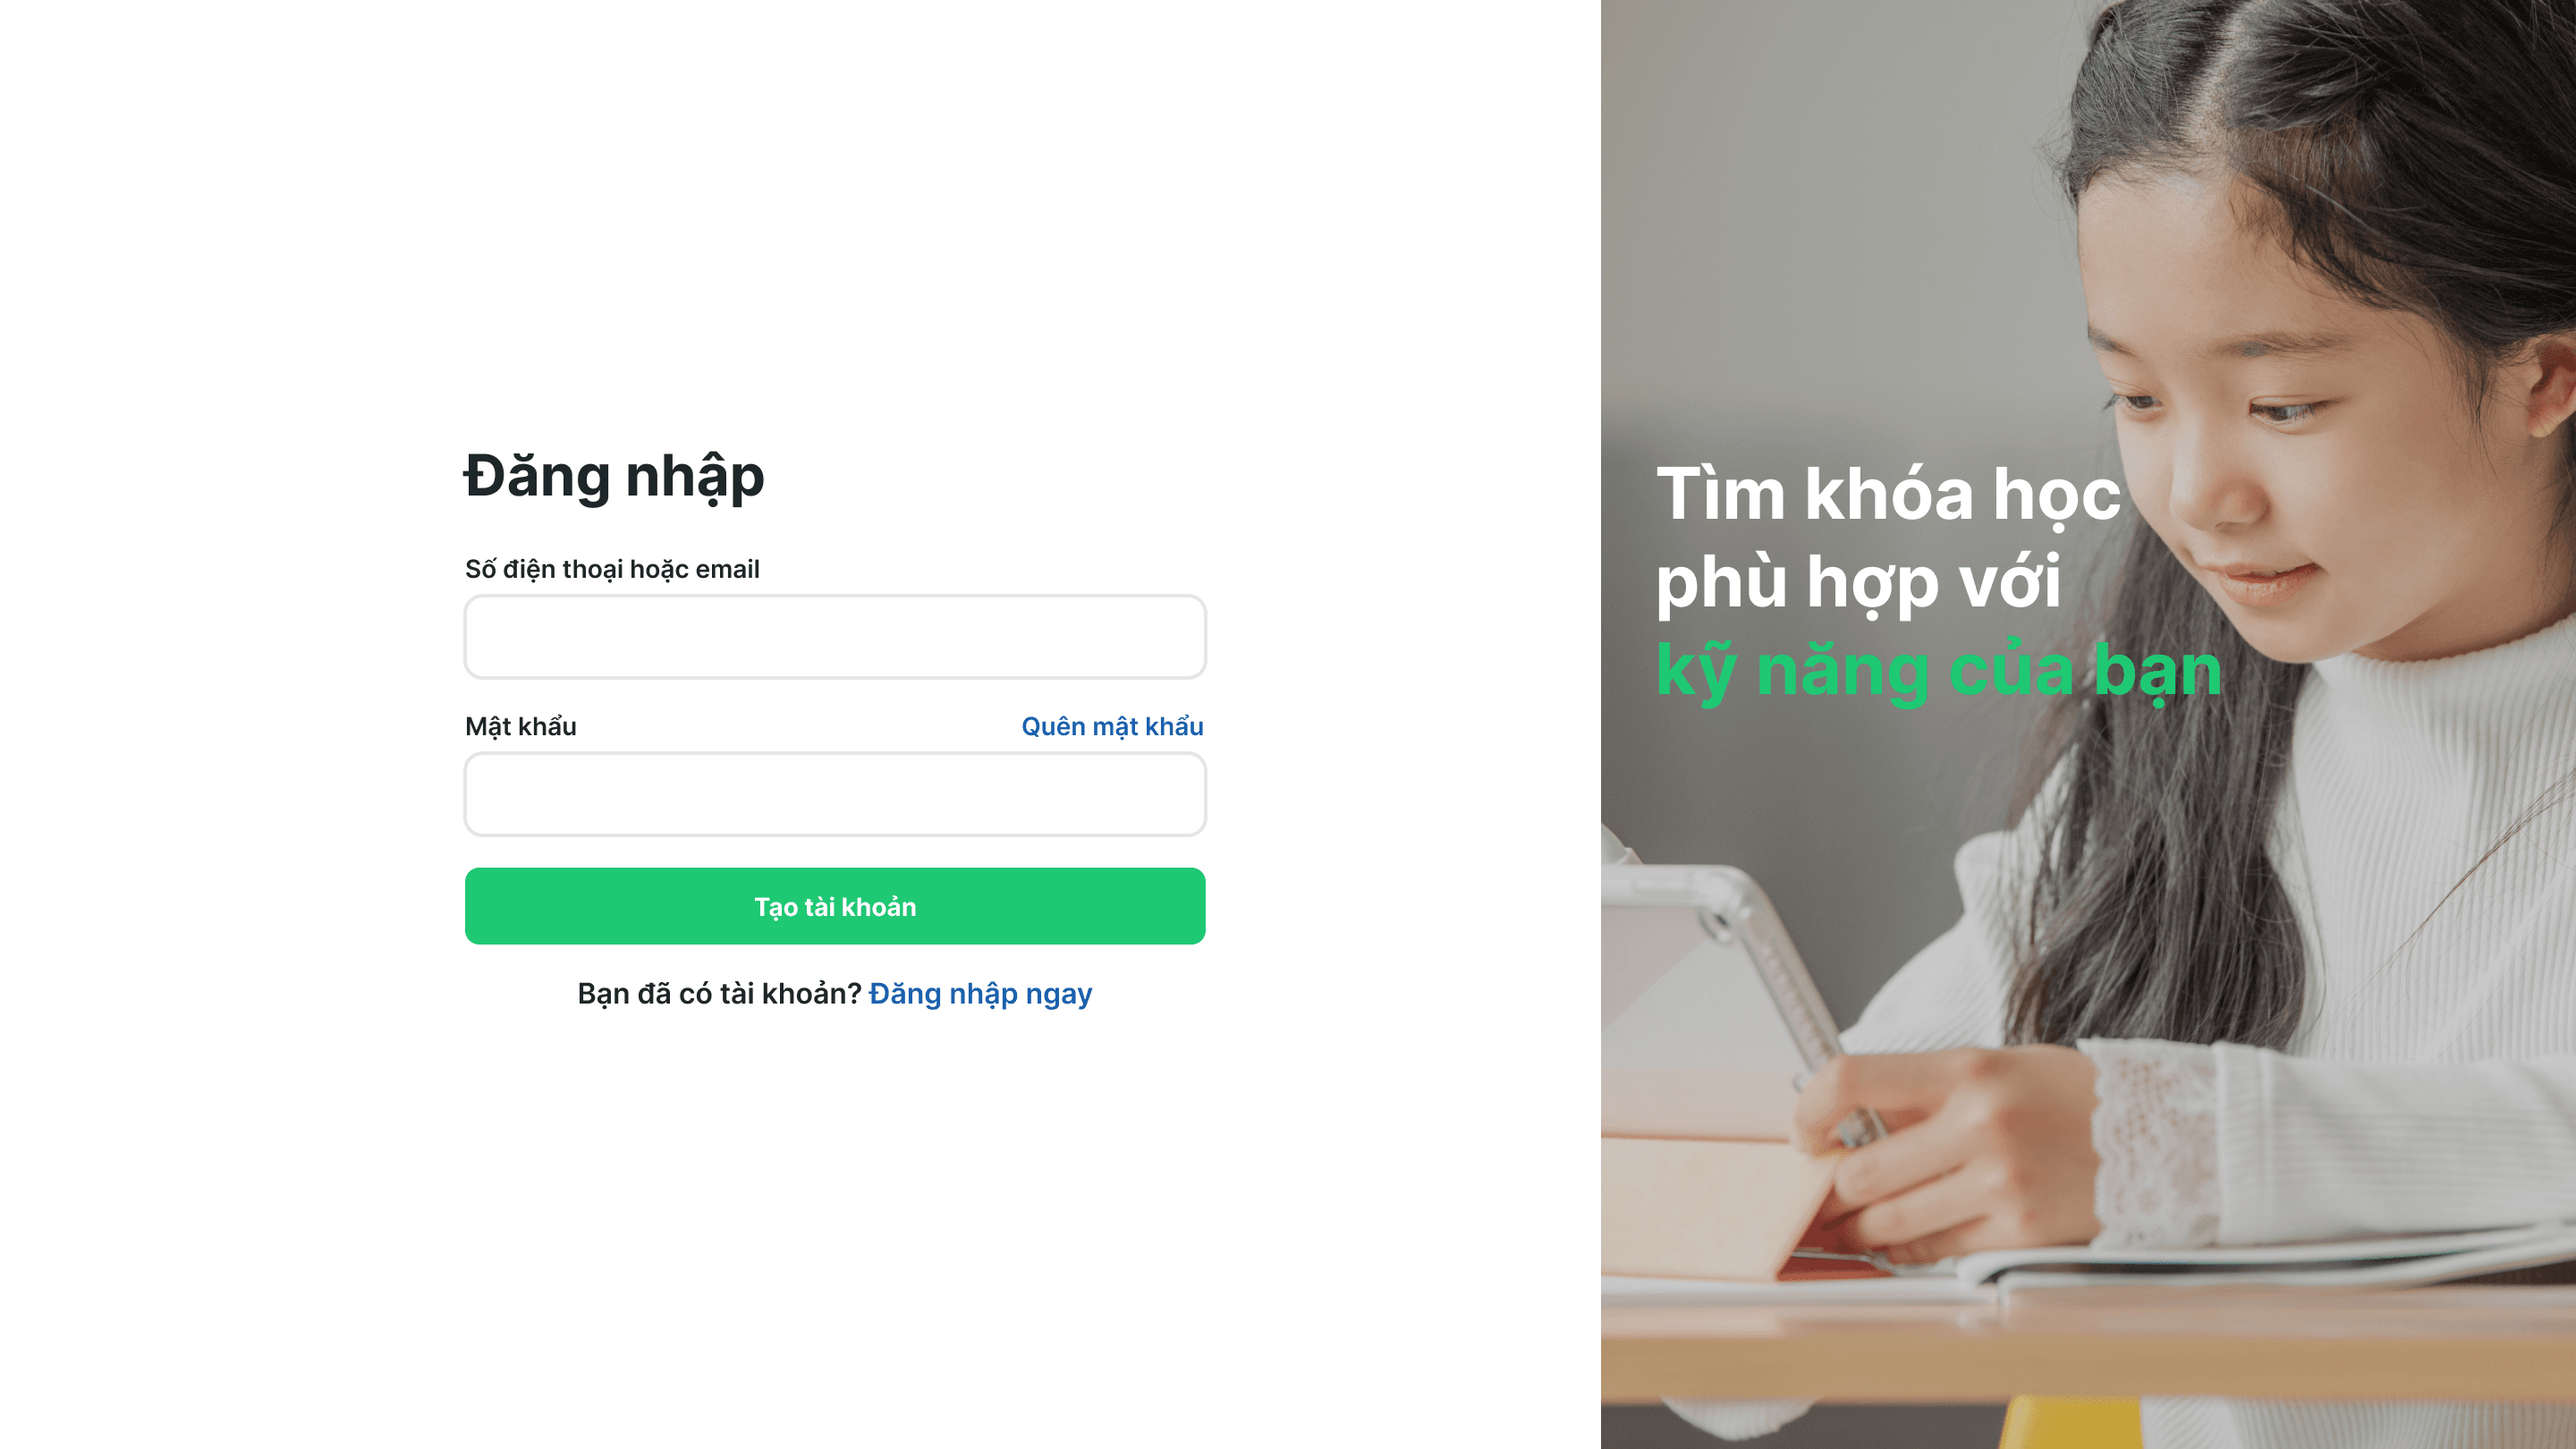 Đăng nhập
Số điện thoại hoặc email
Mật khẩu Quên mật khẩu
Tạo tài khoản
Bạn đã có tài khoản? Đăng nhập ngay
Tìm khóa học
phù hợp với
kỹ năng của bạn